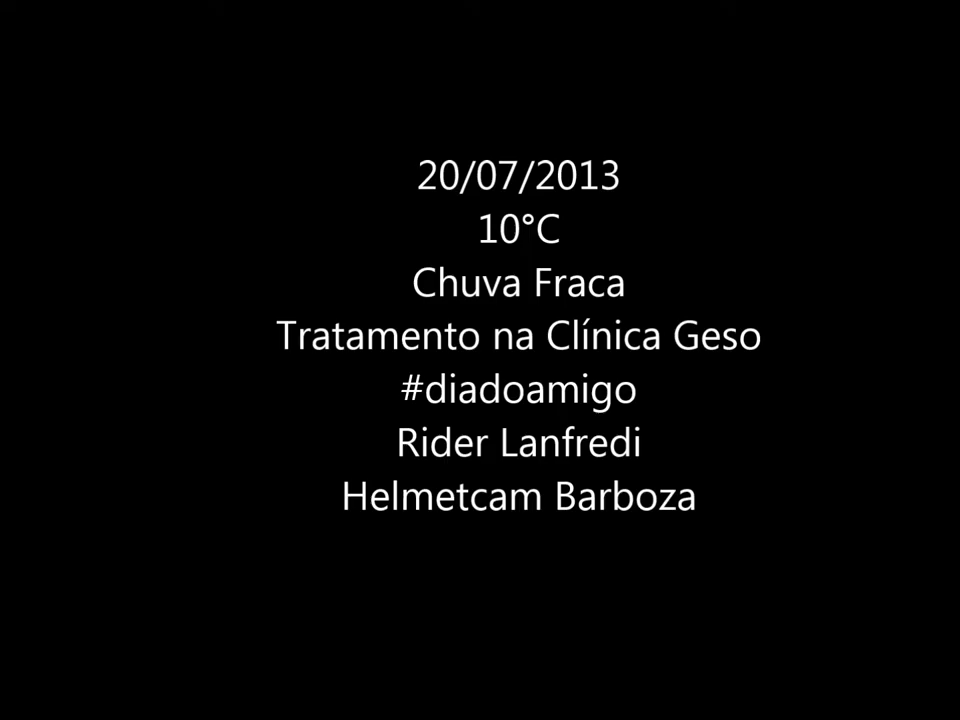 20/07/2013
10°C
Chuva Fraca
Tratamento na Clínica Geso
#diadoamigo
Rider Lanfredi
Helmetcam Barboza